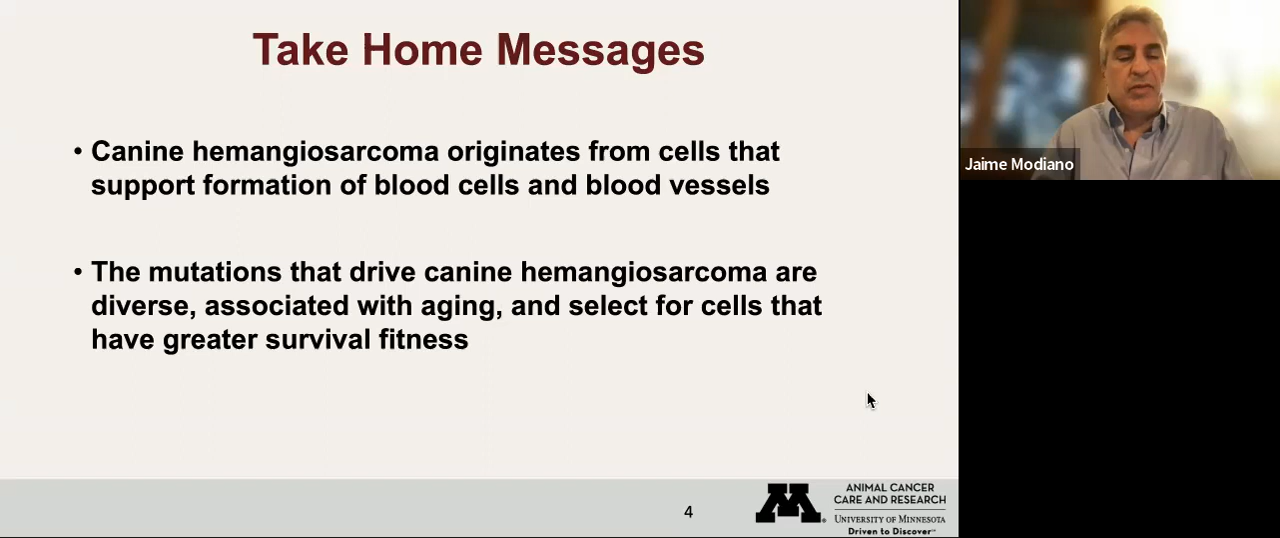 Take Home Messages
• Canine hemangiosarcoma originates from cells that
support formation of blood cells and blood vessels
• The mutations that drive canine hemangiosarcoma are
diverse, associated with aging, and select for cells that
have greater survival fitness
4
M
ANIMAL CANCER
CARE AND RESEARCH
UNIVERSITY OF MINNESOTA
Driven to Discover℠
Jaime Modiano